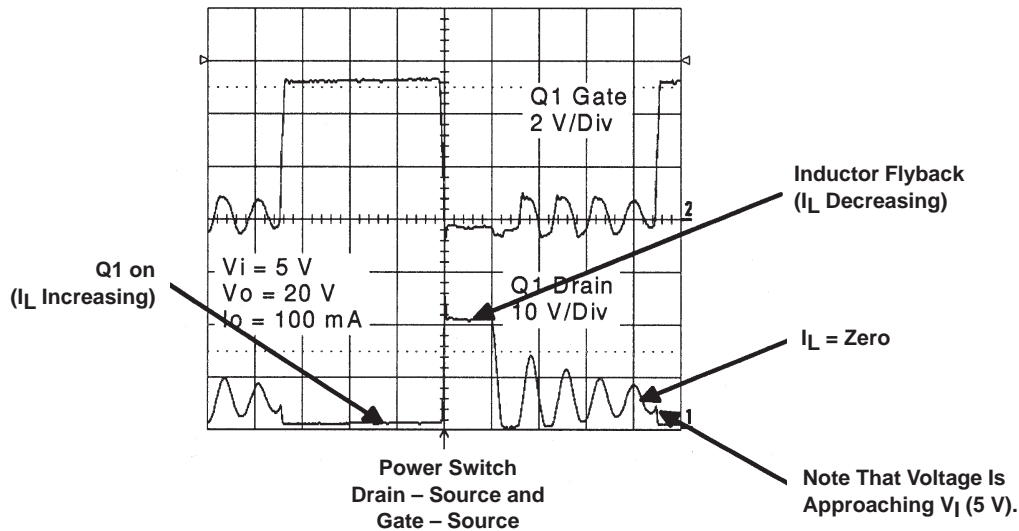 Q1 Gate
2 V/Div
Inductor Flyback
(IL Decreasing)
2
Q1 on
(IL Increasing)
Vi = 5 V
Vo = 20 V
Io = 100 mA
Q1 Drain
10 V/Div
IL = Zero
1
Power Switch
Drain – Source and
Gate – Source
Note That Voltage Is
Approaching VI (5 V).